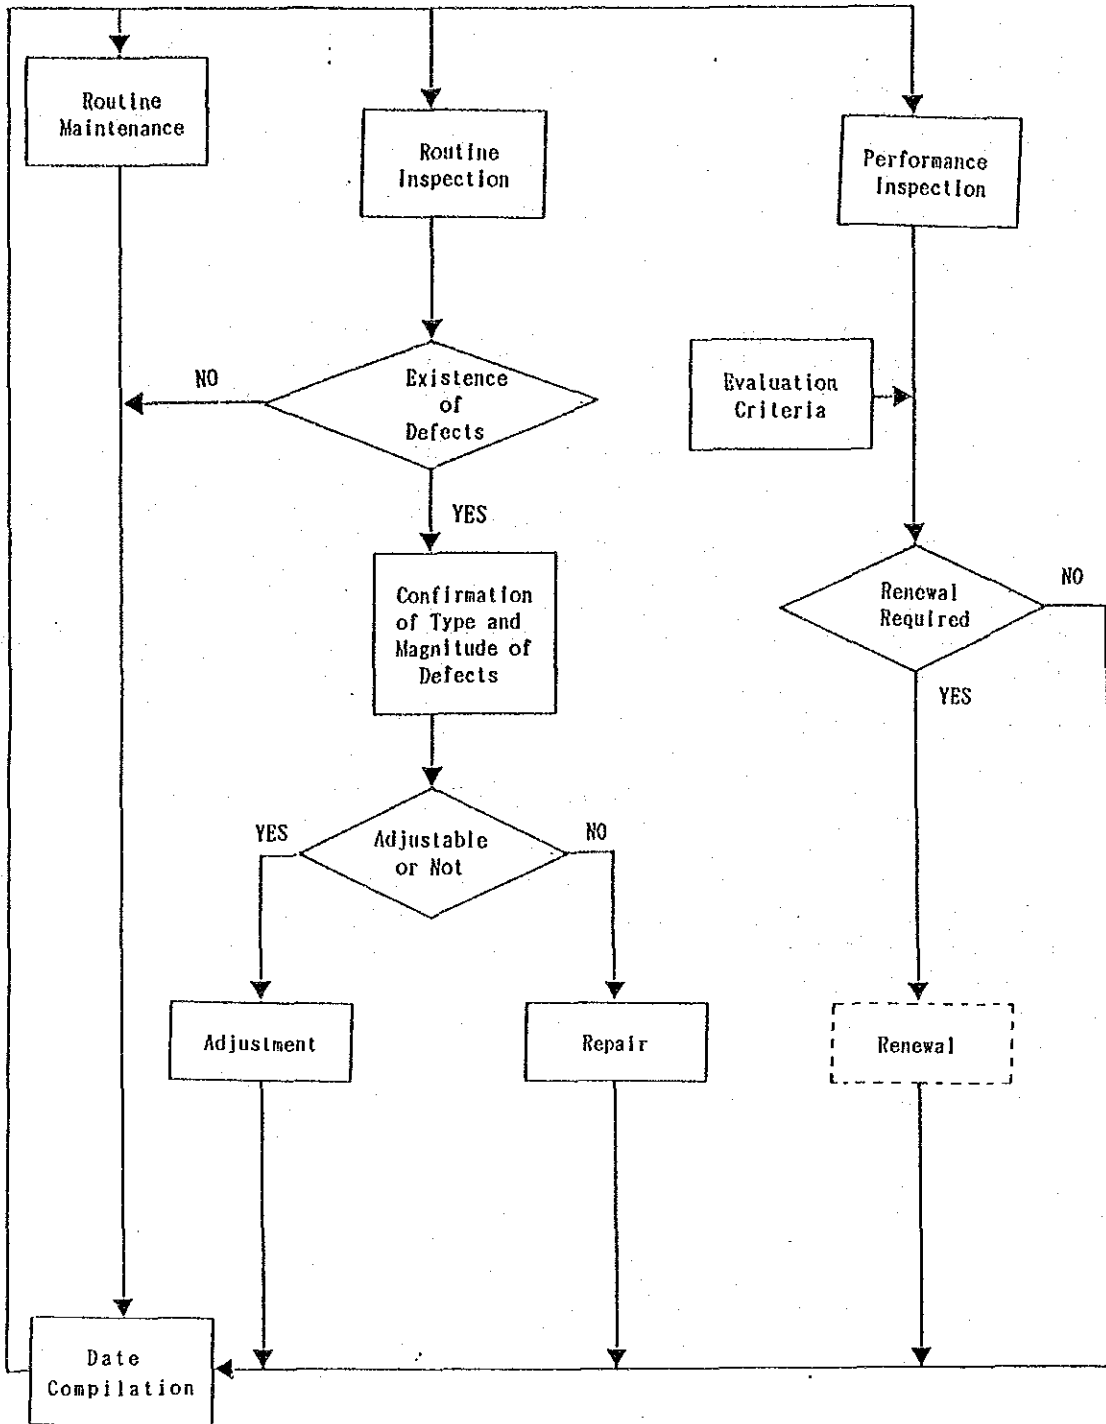 Routine
Maintenance
Routine
Inspection
Performance
Inspection
NO
Existence
of
Defects
Evaluation
Criteria
YES
Confirmation
of Type and
Magnitude of
Defects
Renewal
Required
NO
YES
YES
Adjustable
or Not
NO
Adjustment
Repair
Renewal
Date
Compilation